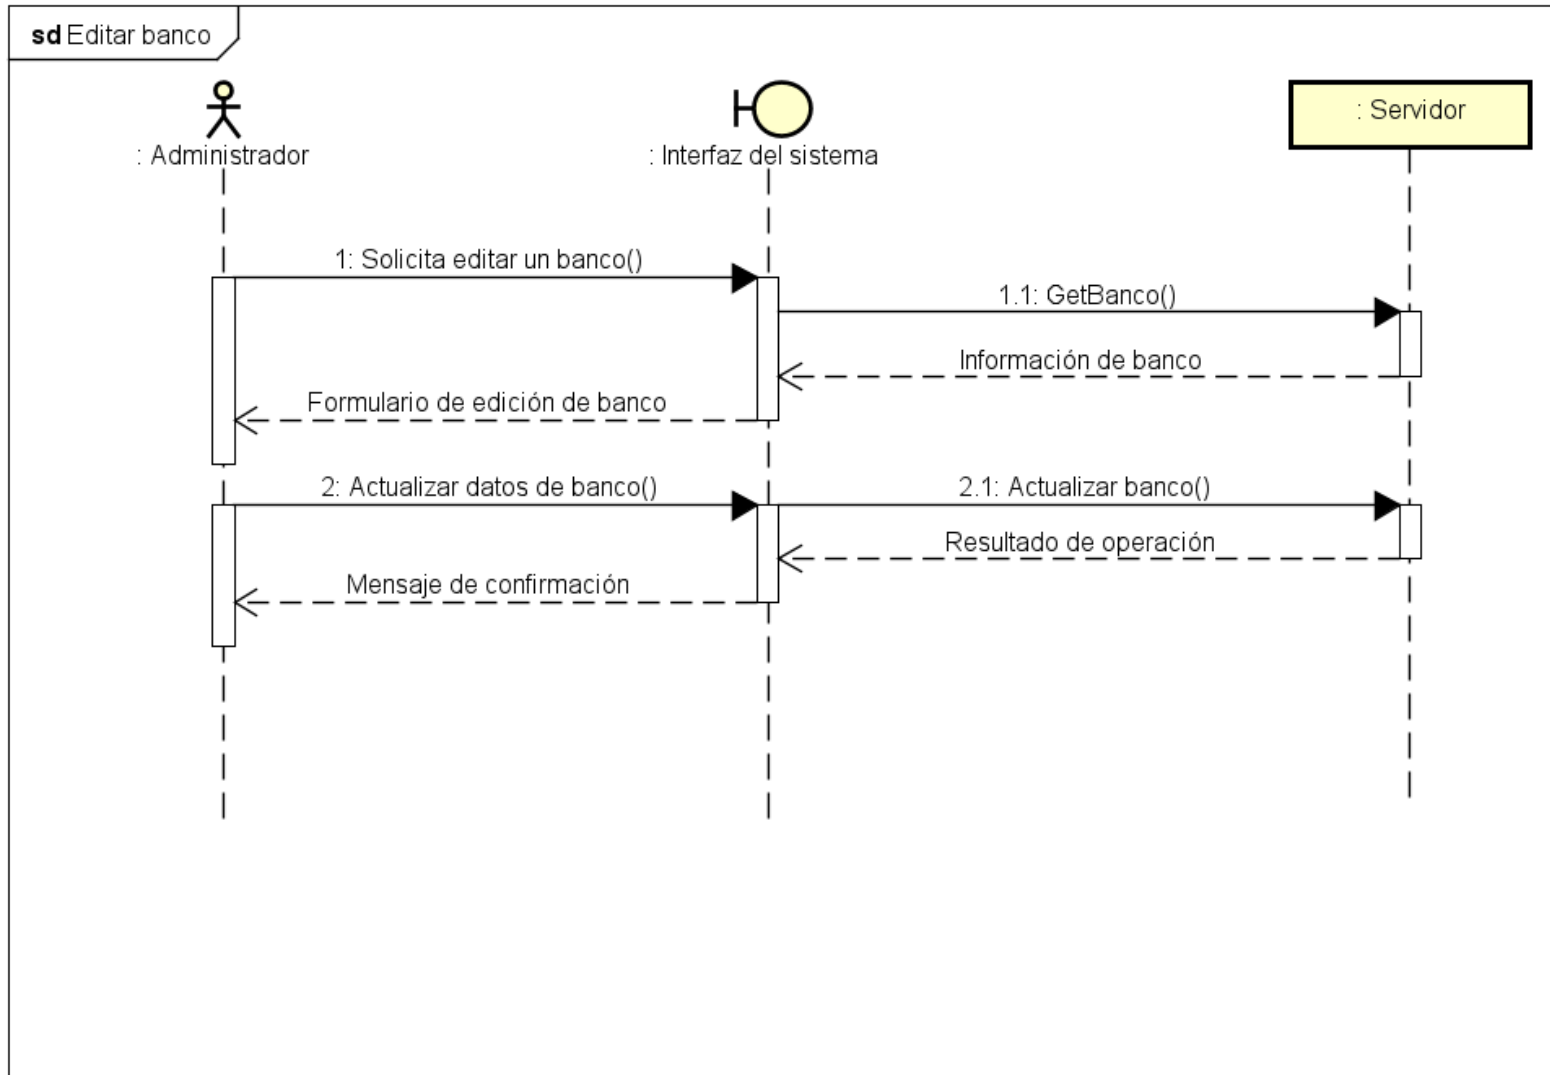 sd Editar banco
: Administrador
: Interfaz del sistema
: Servidor
1: Solicita editar un banco()
1.1: GetBanco()
Información de banco
Formulario de edición de banco
2: Actualizar datos de banco()
2.1: Actualizar banco()
Resultado de operación
Mensaje de confirmación